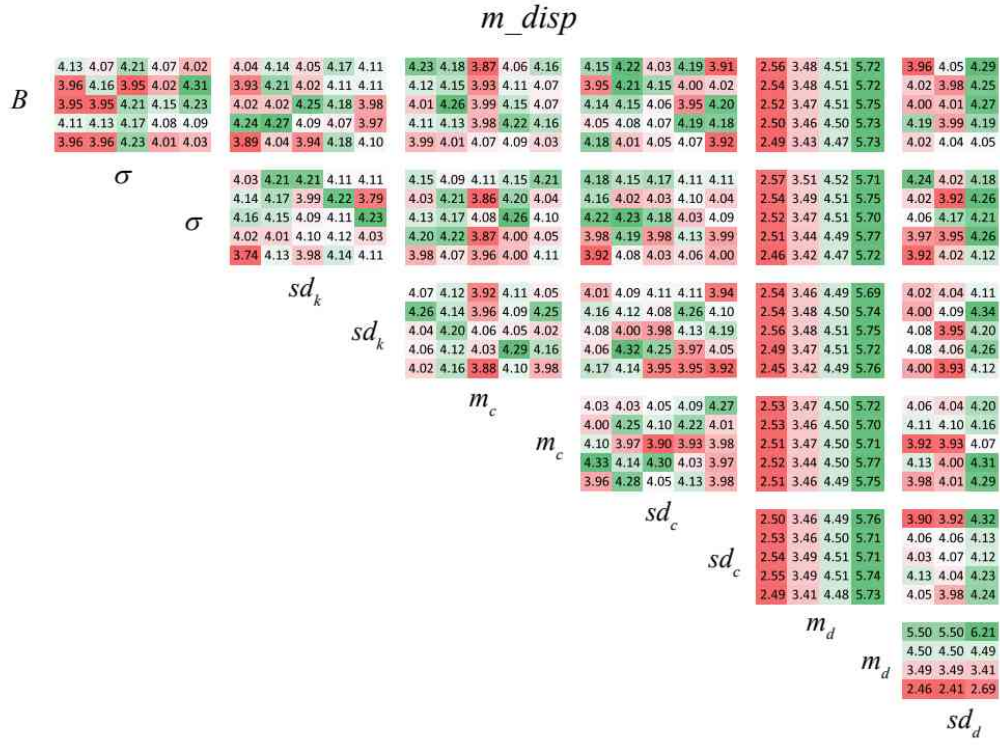 m_disp
4.13 4.07 4.21 4.07 4.02 4.04 4.14 4.05 4.17 4.11 4.23 4.18 3.87 4.06 4.16 4.15 4.22 4.03 4.19 3.91 2.56 3.48 4.51 5.72 3.96 4.05 4.29
3.96 4.16 3.95 4.02 4.31 3.93 4.21 4.02 4.11 4.11 4.12 4.15 3.93 4.11 4.07 3.95 4.21 4.15 4.00 4.02 2.54 3.48 4.51 5.72 4.02 3.98 4.25
B 3.95 3.95 4.21 4.15 4.23 4.02 4.02 4.25 4.18 3.98 4.01 4.26 3.99 4.15 4.07 4.14 4.15 4.06 3.95 4.20 2.52 3.47 4.51 5.75 4.00 4.01 4.27
4.11 4.13 4.17 4.08 4.09 4.24 4.27 4.09 4.07 3.97 4.11 4.13 3.98 4.22 4.16 4.05 4.08 4.07 4.19 4.18 2.50 3.46 4.50 5.73 4.19 3.99 4.19
3.96 3.96 4.23 4.01 4.03 3.89 4.04 3.94 4.18 4.10 3.99 4.01 4.07 4.09 4.03 4.18 4.01 4.05 4.07 3.92 2.49 3.43 4.47 5.73 4.02 4.04 4.05
σ
4.03 4.21 4.21 4.11 4.11 4.15 4.09 4.11 4.15 4.21 4.18 4.15 4.17 4.11 4.11 2.57 3.51 4.52 5.71 4.24 4.02 4.18
4.14 4.17 3.99 4.22 3.79 4.03 4.21 3.86 4.20 4.04 4.16 4.02 4.03 4.03 4.04 2.54 3.49 4.52 5.71 4.02 3.92 4.26
σ 4.16 4.15 4.09 4.11 4.23 4.13 4.17 4.08 4.26 4.10 4.22 4.23 4.18 4.03 4.09 2.52 3.47 4.51 5.70 4.06 4.17 4.21
4.02 4.01 4.10 4.12 4.03 4.20 4.22 3.87 4.00 4.05 3.98 4.19 3.98 4.13 3.99 2.51 3.44 4.49 5.77 3.97 3.95 4.26
3.74 4.13 3.98 4.14 4.11 3.98 4.07 3.96 4.00 4.11 3.92 4.08 4.03 4.06 4.00 2.46 3.42 4.47 5.72 3.92 4.02 4.12
sd_k
4.07 4.12 3.92 4.11 4.05 4.01 4.09 4.11 4.11 3.94 2.54 3.46 4.49 5.69 4.02 4.04 4.11
4.26 4.14 3.96 4.09 4.25 4.16 4.12 4.08 4.26 4.10 2.54 3.48 4.50 5.74 4.00 4.09 4.34
sd_k 4.04 4.20 4.06 4.05 4.02 4.08 4.00 3.98 4.13 4.19 2.56 3.48 4.51 5.75 4.08 3.95 4.20
4.06 4.12 4.03 4.29 4.16 4.06 4.32 4.25 3.97 4.05 2.49 3.47 4.51 5.72 4.08 4.06 4.26
4.02 4.16 3.88 4.10 3.98 4.17 4.14 3.95 3.95 3.92 2.45 3.42 4.49 5.76 4.00 3.93 4.12
m_c
4.03 4.03 4.05 4.09 4.27 2.53 3.47 4.50 5.72 4.06 4.04 4.20
4.00 4.25 4.10 4.22 4.01 2.53 3.46 4.50 5.70 4.11 4.10 4.16
m_c 4.10 3.97 3.90 3.93 3.98 2.51 3.47 4.50 5.71 3.92 3.93 4.07
4.33 4.14 4.30 4.03 3.97 2.52 3.44 4.50 5.77 4.13 4.00 4.31
3.96 4.28 4.05 4.13 3.98 2.51 3.46 4.49 5.75 3.98 4.01 4.29
sd_c
2.50 3.46 4.49 5.76 3.90 3.92 4.32
2.53 3.46 4.50 5.71 4.06 4.06 4.13
sd_c 2.54 3.49 4.51 5.71 4.03 4.07 4.12
2.55 3.49 4.51 5.74 4.13 4.04 4.23
2.49 3.41 4.48 5.73 4.05 3.98 4.24
m_d
5.50 5.50 6.21
m_d 4.50 4.50 4.49
3.49 3.49 3.41
2.46 2.41 2.69
sd_d